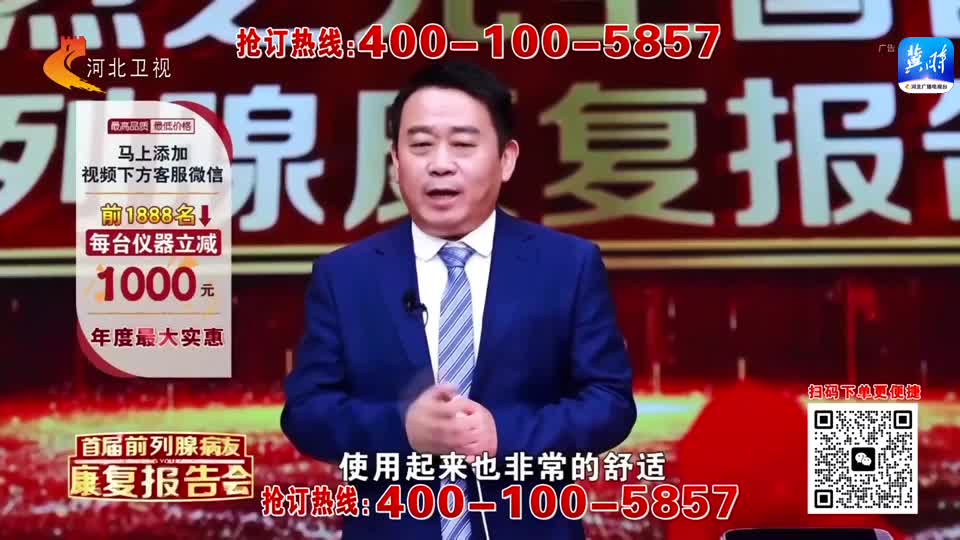 抢订热线:400-100-5857
河北卫视
广告
冀时
河北广播电视台
列腺康复报告
最高品质 最低价格
马上添加
视频下方客服微信
前1888名
每台仪器立减
1000元
年度最大实惠
扫码下单更便捷
首届前列腺病友
康复报告会
使用起来也非常的舒适
抢订热线:400-100-5857